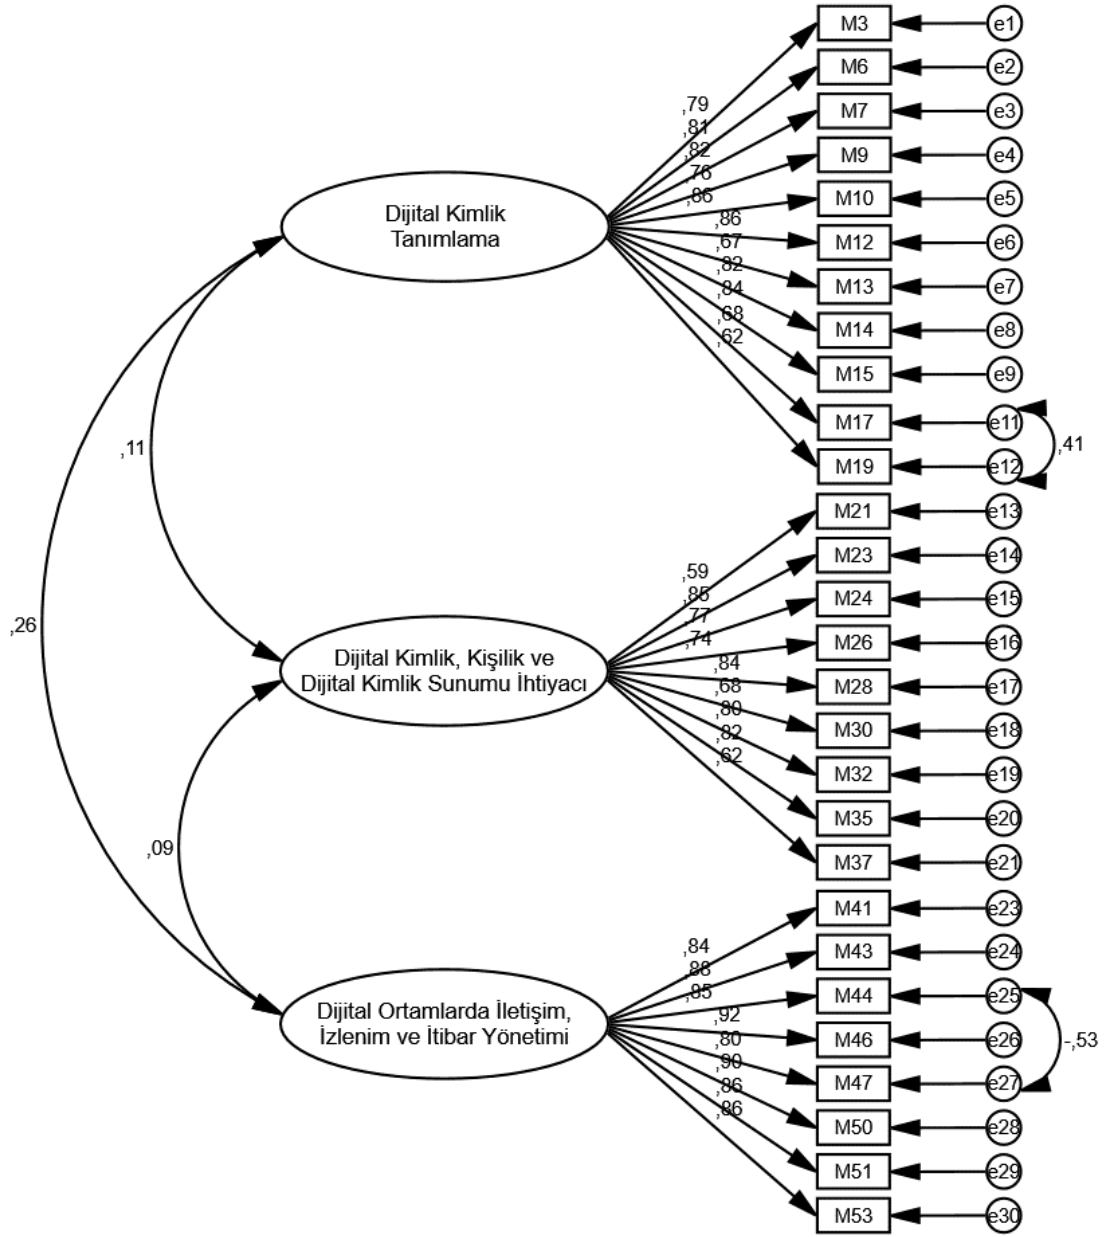 M3
e1
M6
e2
M7
e3
M9
e4
M10
e5
M12
e6
M13
e7
M14
e8
M15
e9
M17
e11
M19
e12
,41
,79
,81
,82
,76
,86
,86
,67
,82
,84
,68
,62
Dijital Kimlik
Tanımlama
,11
,26
M21
e13
M23
e14
M24
e15
M26
e16
M28
e17
M30
e18
M32
e19
M35
e20
M37
e21
,59
,85
,77
,74
,84
,68
,80
,82
,62
Dijital Kimlik, Kişilik ve
Dijital Kimlik Sunumu İhtiyacı
,09
M41
e23
M43
e24
M44
e25
M46
e26
M47
e27
M50
e28
M51
e29
M53
e30
-,53
,84
,88
,85
,92
,80
,90
,86
,86
Dijital Ortamlarda İletişim,
İzlenim ve İtibar Yönetimi